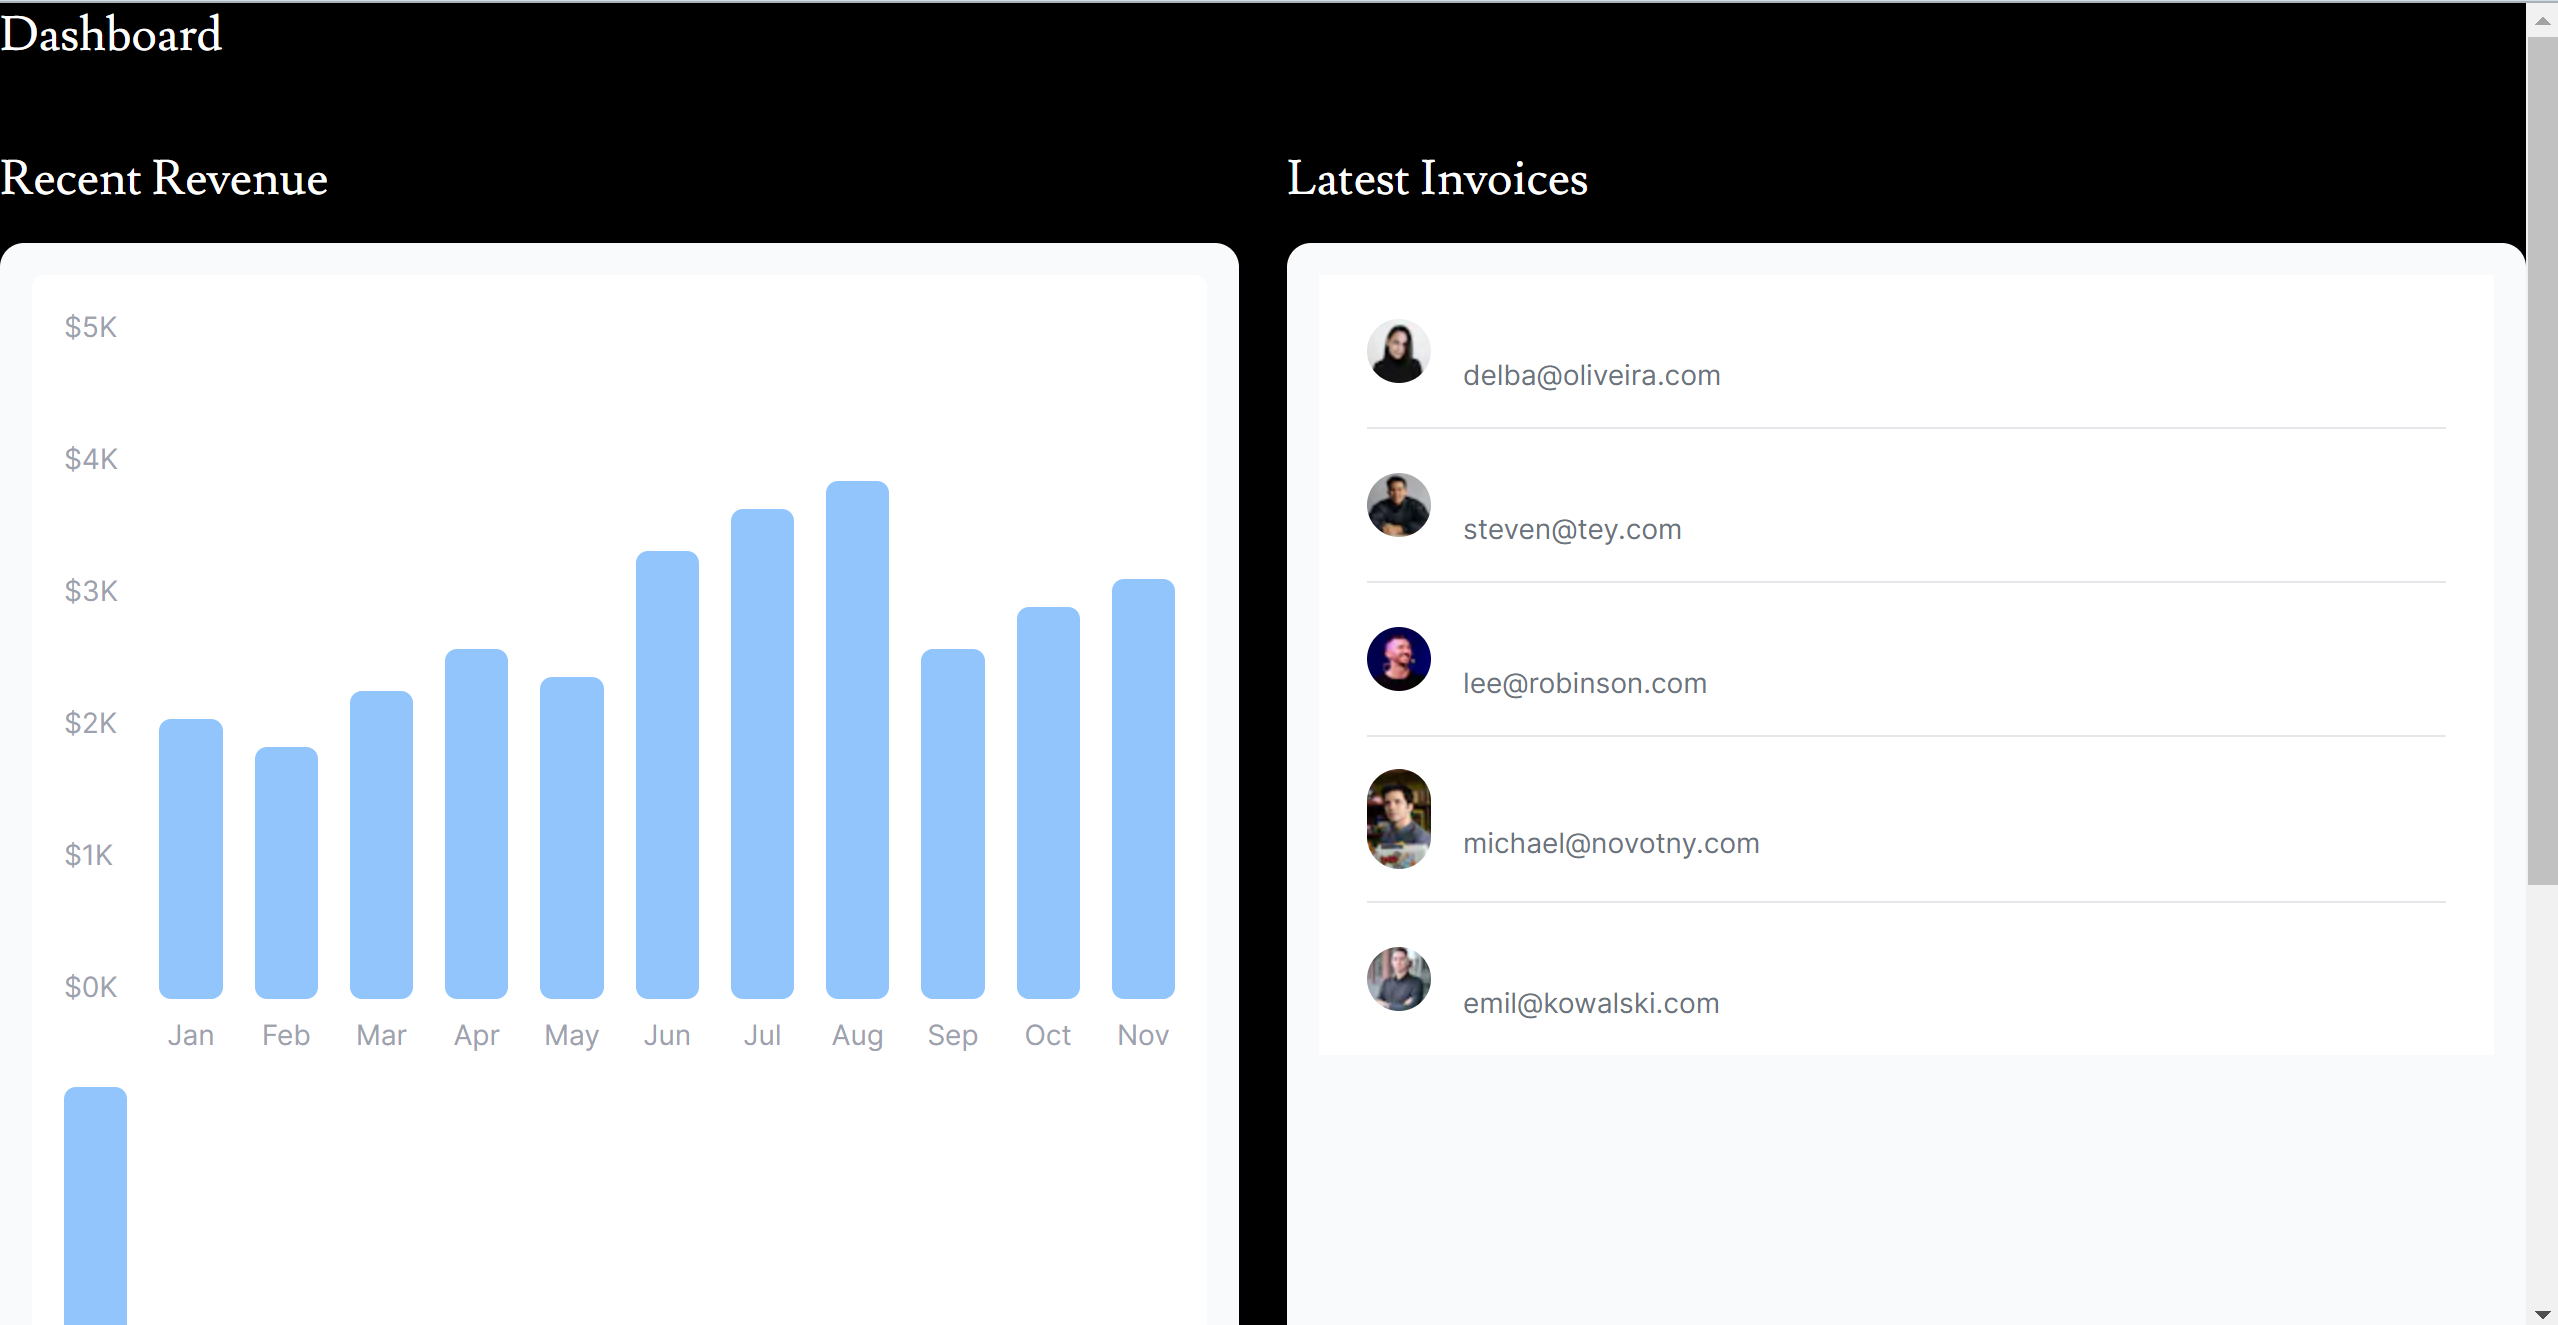 Dashboard
Recent Revenue
$5K
$4K
$3K
$2K
$1K
$0K
Jan Feb Mar Apr May Jun Jul Aug Sep Oct Nov
Latest Invoices
delba@oliveira.com
steven@tey.com
lee@robinson.com
michael@novotny.com
emil@kowalski.com